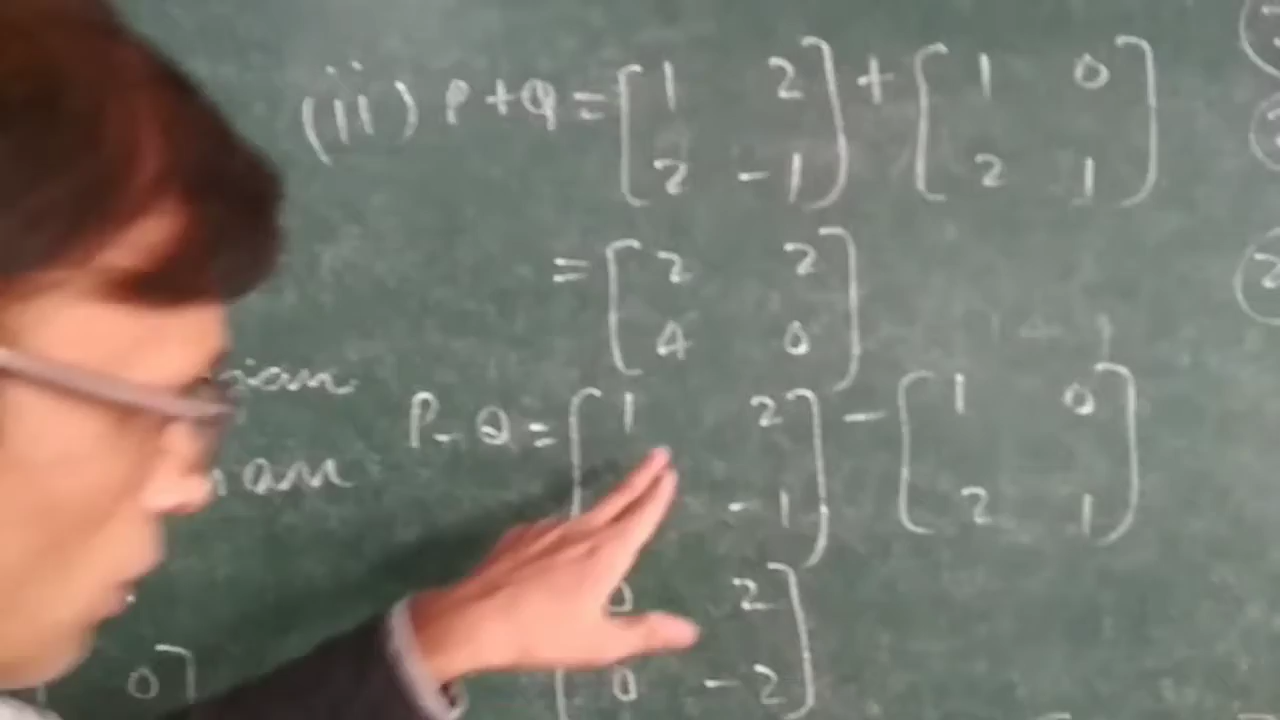 (ii) P+Q = [ 1 2 ] + [ 1 0 ]
2 -1 2 1
= [ 2 2 ]
4 0
P-Q = [ 1 2 ] - [ 1 0 ]
-1 2 1
0 2 ]
[ 0 -2
0 ]